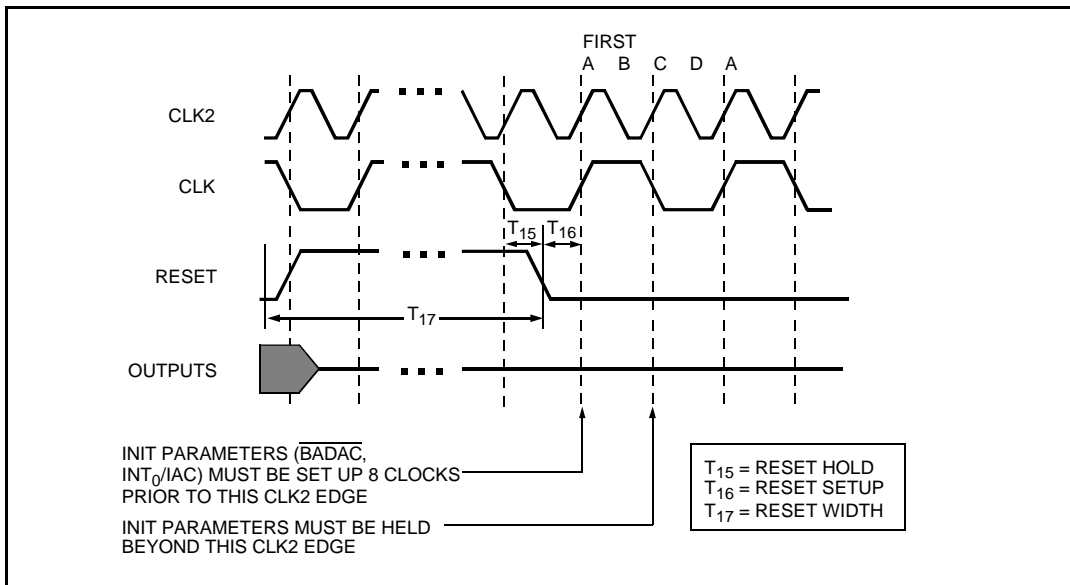 FIRST
A B C D A
CLK2
CLK
T15 T16
RESET
T17
OUTPUTS
INIT PARAMETERS (BADAC,
INT0/IAC) MUST BE SET UP 8 CLOCKS
PRIOR TO THIS CLK2 EDGE
INIT PARAMETERS MUST BE HELD
BEYOND THIS CLK2 EDGE
T15 = RESET HOLD
T16 = RESET SETUP
T17 = RESET WIDTH